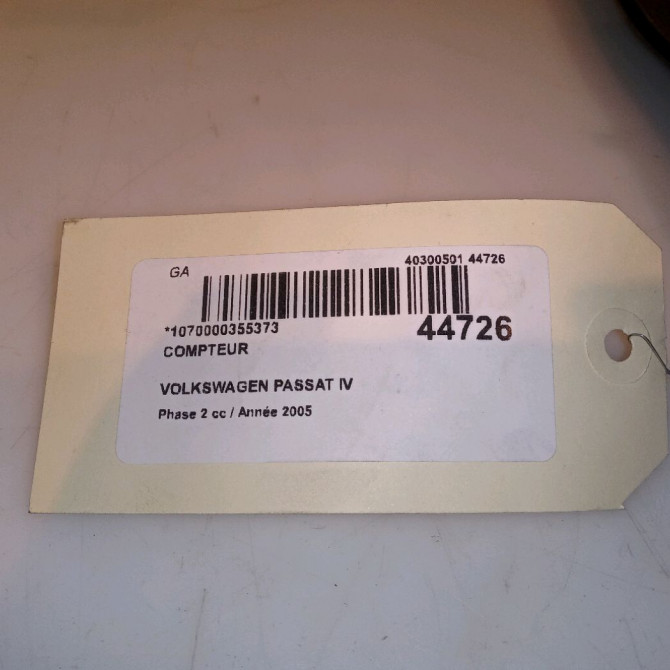 GA
40300501 44726
*1070000355373
44726
COMPTEUR
VOLKSWAGEN PASSAT IV
Phase 2 cc / Année 2005